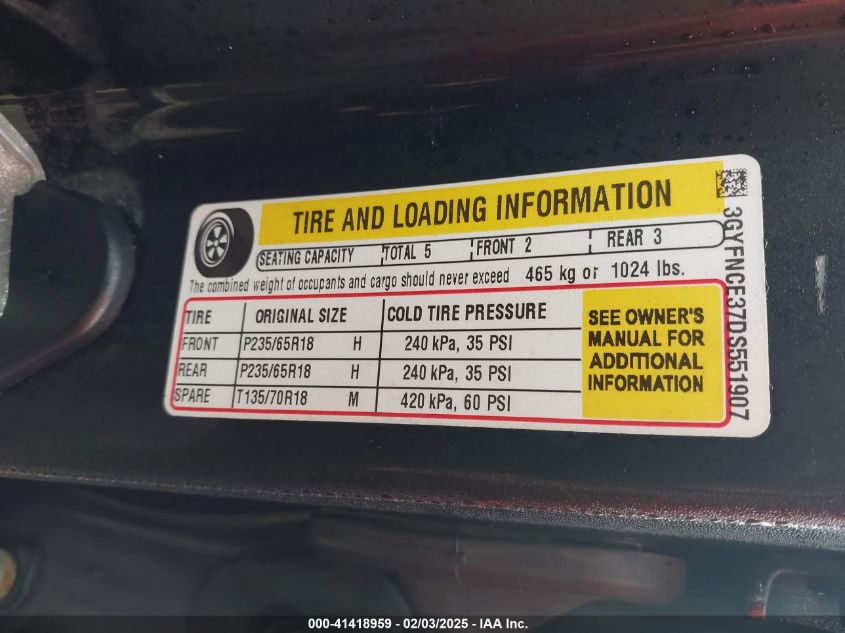 TIRE AND LOADING INFORMATION
SEATING CAPACITY TOTAL 5 FRONT 2 REAR 3
The combined weight of occupants and cargo should never exceed 465 kg or 1024 lbs.
TIRE ORIGINAL SIZE COLD TIRE PRESSURE
FRONT P235/65R18 H 240 kPa, 35 PSI
REAR P235/65R18 H 240 kPa, 35 PSI
SPARE T135/70R18 M 420 kPa, 60 PSI
SEE OWNER'S
MANUAL FOR
ADDITIONAL
INFORMATION
3GYFNCE37DS551907
000-41418959 - 02/03/2025 - IAA Inc.